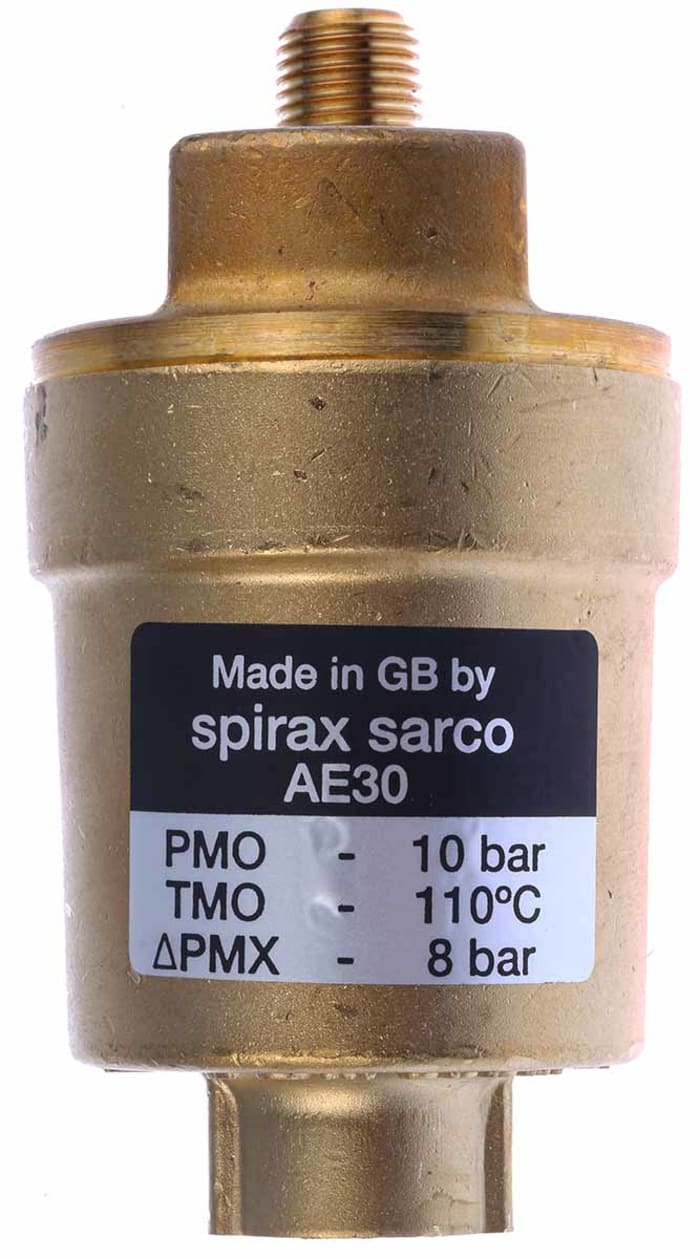 Made in GB by
spirax sarco
AE30
PMO - 10 bar
TMO - 110ºC
ΔPMX - 8 bar